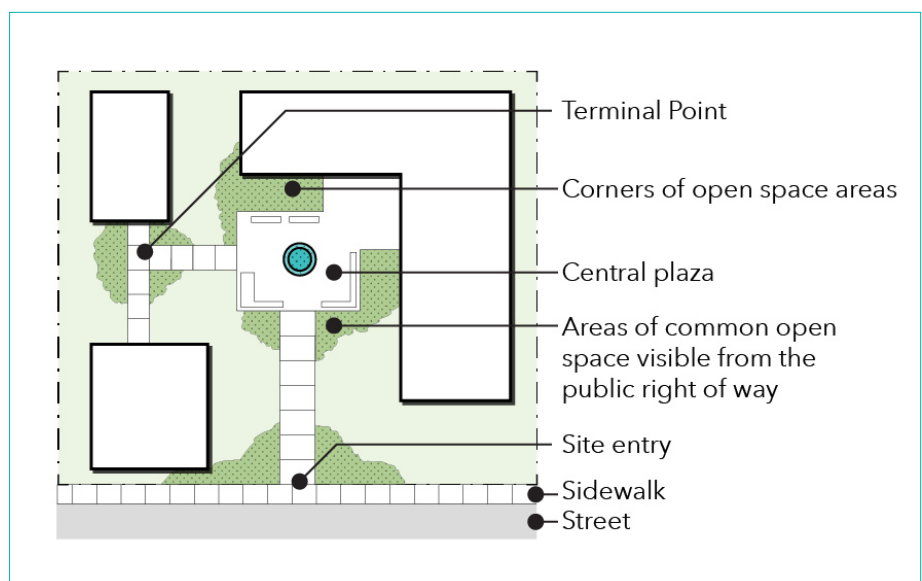 Terminal Point
Corners of open space areas
Central plaza
Areas of common open
space visible from the
public right of way
Site entry
Sidewalk
Street